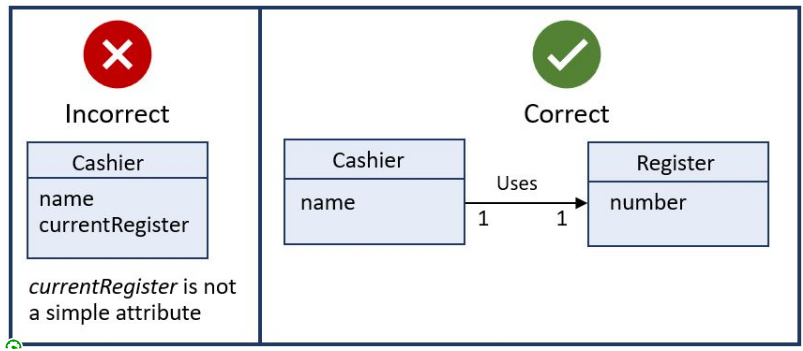 Incorrect
Cashier
name
currentRegister
currentRegister is not
a simple attribute
Correct
Cashier
name
Uses
1
1
Register
number